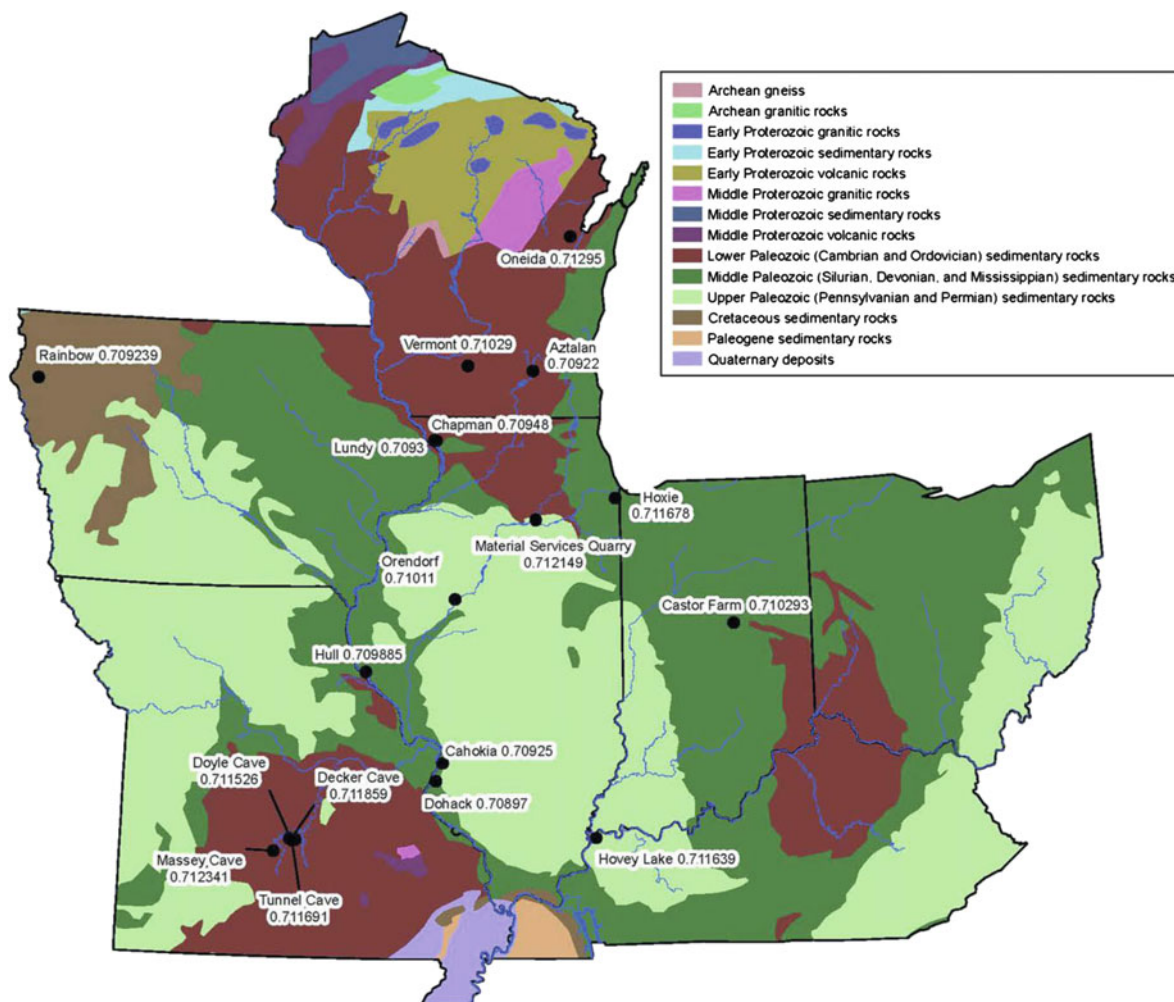 Archean gneiss
Archean granitic rocks
Early Proterozoic granitic rocks
Early Proterozoic sedimentary rocks
Early Proterozoic volcanic rocks
Middle Proterozoic granitic rocks
Middle Proterozoic sedimentary rocks
Middle Proterozoic volcanic rocks
Lower Paleozoic (Cambrian and Ordovician) sedimentary rocks
Middle Paleozoic (Silurian, Devonian, and Mississippian) sedimentary rocks
Upper Paleozoic (Pennsylvanian and Permian) sedimentary rocks
Cretaceous sedimentary rocks
Paleogene sedimentary rocks
Quaternary deposits
Oneida 0.71295
Rainbow 0.709239
Vermont 0.71029
Aztalan
0.70922
Chapman 0.70948
Lundy 0.7093
Hoxie
0.711678
Material Services Quarry
0.712149
Orendorf
0.71011
Castor Farm 0.710293
Hull 0.709885
Cahokia 0.70925
Doyle Cave
0.711526
Decker Cave
0.711859
Dohack 0.70897
Massey Cave
0.712341
Hovey Lake 0.711639
Tunnel Cave
0.711691